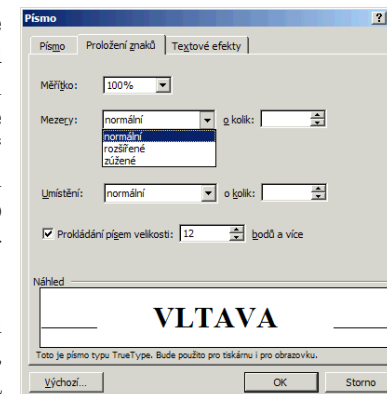 Písmo ?
Písmo Proložení znaků Textové efekty
Měřítko: 100%
Mezery: normální o kolik:
normální
rozšířené
zúžené
Umístění: normální o kolik:
Prokládání písem velikosti: 12 bodů a více
Náhled
VLTAVA
Toto je písmo typu TrueType. Bude použito pro tiskárnu i pro obrazovku.
Výchozí... OK Storno